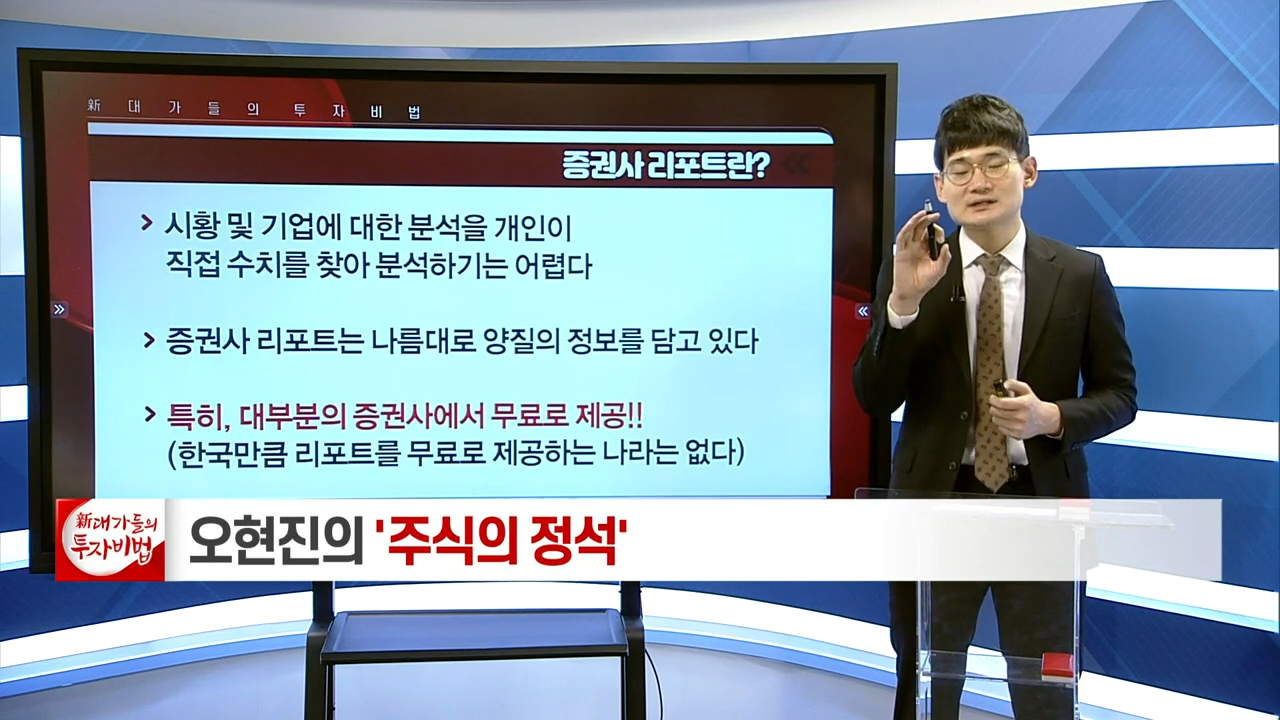 新대가들의 투자비법
증권사 리포트란?
시황 및 기업에 대한 분석을 개인이
직접 수치를 찾아 분석하기는 어렵다
증권사 리포트는 나름대로 양질의 정보를 담고 있다
특히, 대부분의 증권사에서 무료로 제공!!
(한국만큼 리포트를 무료로 제공하는 나라는 없다)
新대가들의
투자비법
오현진의 '주식의 정석'